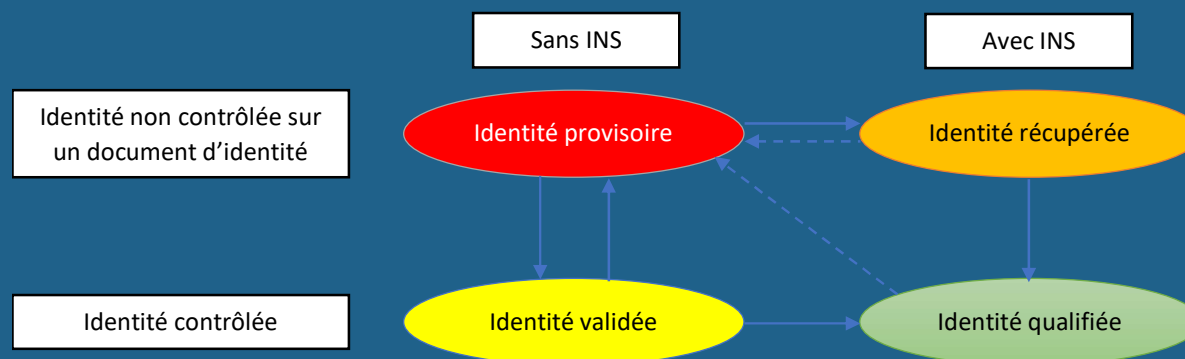 Sans INS
Avec INS
Identité non contrôlée sur
un document d’identité
Identité provisoire
Identité récupérée
Identité contrôlée
Identité validée
Identité qualifiée